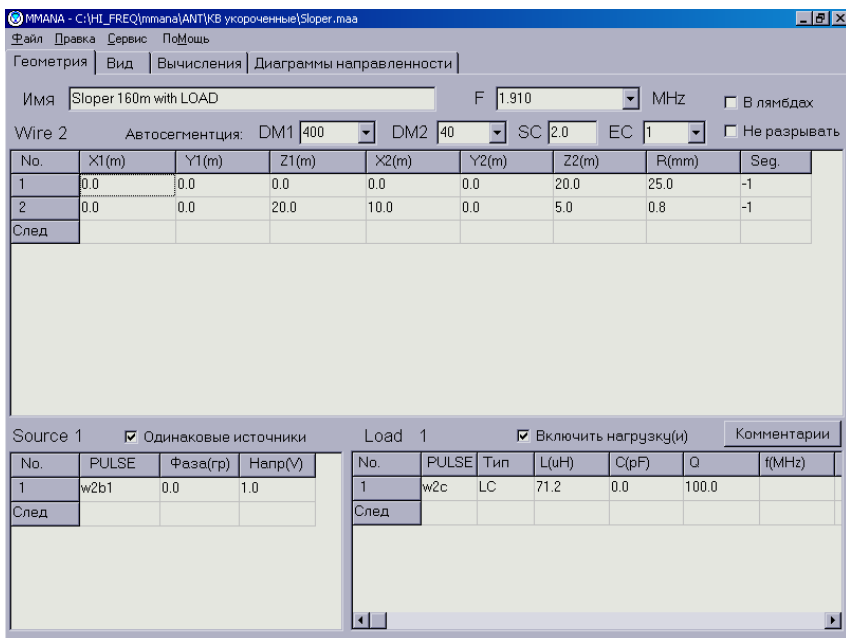 MMANA - C:\HI_FREQ\mmana\ANT\КВ укороченные\Sloper.maa
Файл Правка Сервис ПоМощь
Геометрия Вид Вычисления Диаграммы направленности
Имя Sloper 160m with LOAD F 1.910 MHz В лямбдах
Wire 2 Автосегментция: DM1 400 DM2 40 SC 2.0 EC 1 Не разрывать
No. X1(m) Y1(m) Z1(m) X2(m) Y2(m) Z2(m) R(mm) Seg.
1 0.0 0.0 0.0 0.0 0.0 20.0 25.0 -1
2 0.0 0.0 20.0 10.0 0.0 5.0 0.8 -1
След
Source 1 Одинаковые источники Load 1 Включить нагрузку(и) Комментарии
No. PULSE Фаза(гр) Напр(V) No. PULSE Тип L(uH) C(pF) Q f(MHz)
1 w2b1 0.0 1.0 1 w2c LC 71.2 0.0 100.0
След След